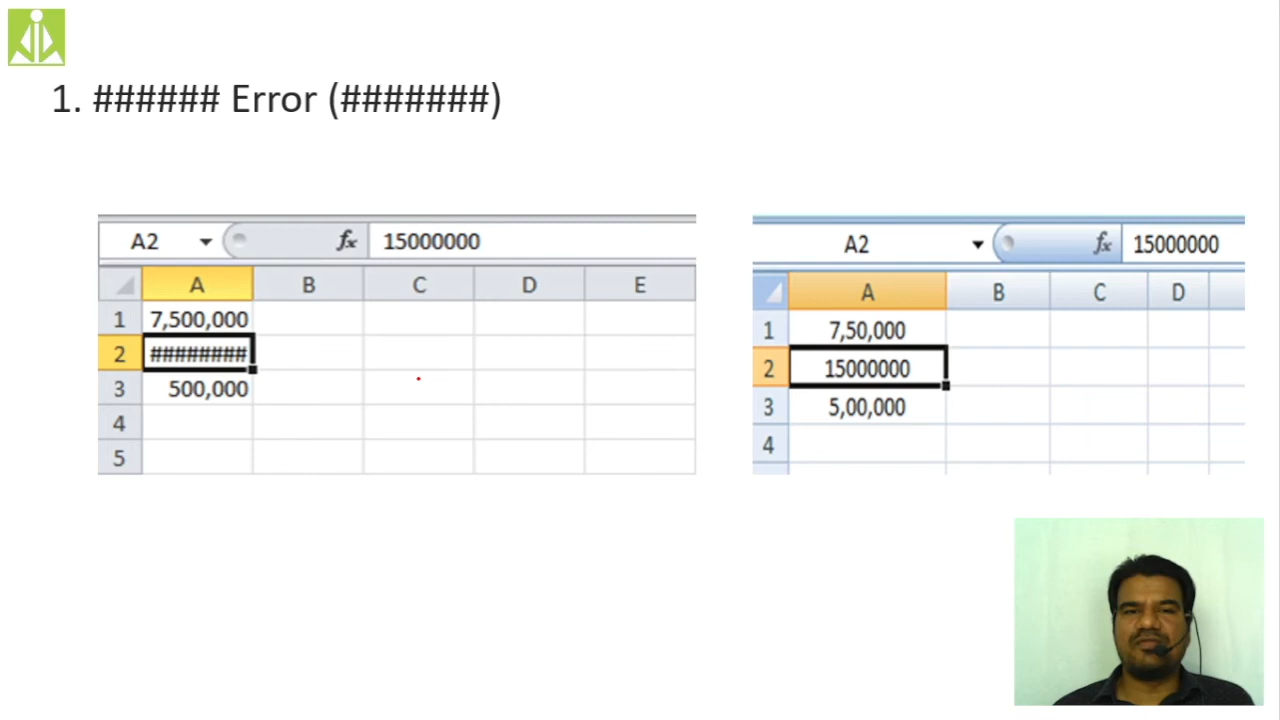 1. ###### Error (#######)
A2 fx 15000000
A B C D E
1 7,500,000
2 ########
3 500,000
4
5
A2 fx 15000000
A B C D
1 7,50,000
2 15000000
3 5,00,000
4